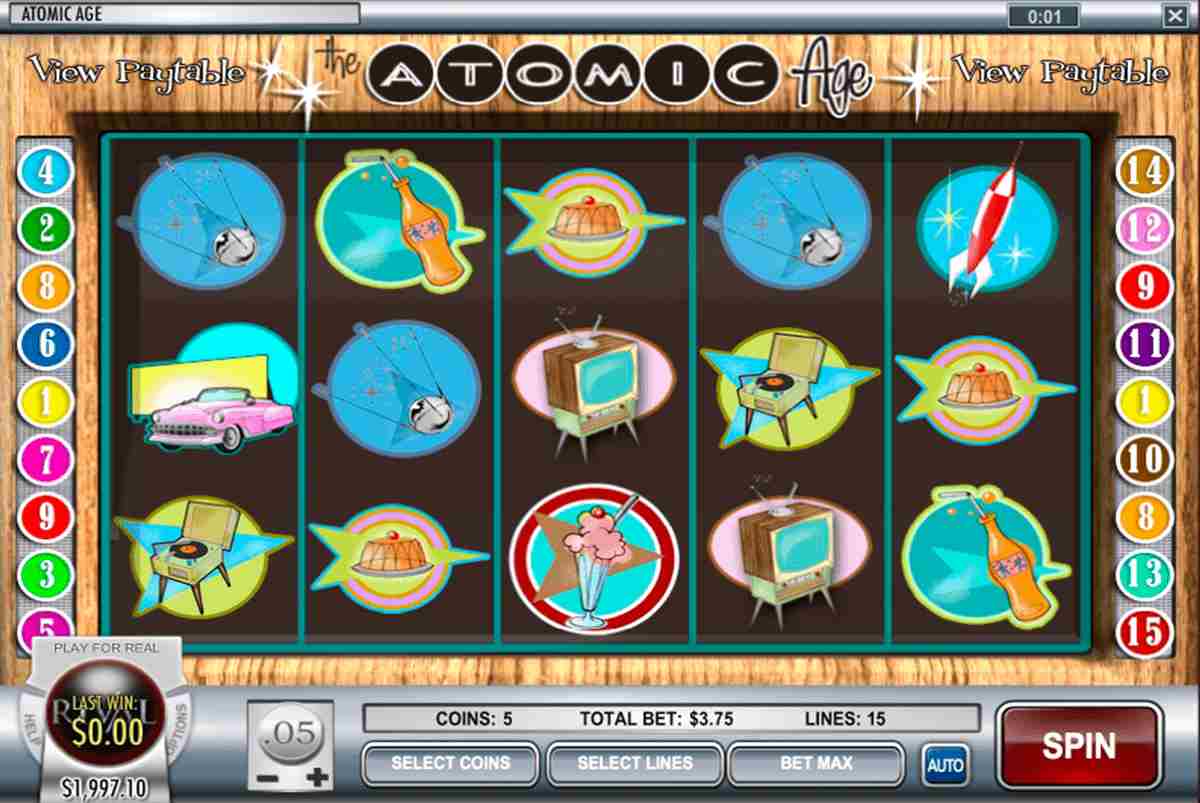 ATOMIC AGE
0:01
View Paytable
the ATOMIC Age
View Paytable
4
2
8
6
1
7
9
3
5
14
12
9
11
1
10
8
13
15
PLAY FOR REAL
RIVAL
LAST WIN:
$0.00
HELP
OPTIONS
$1,997.10
.05
COINS: 5 TOTAL BET: $3.75 LINES: 15
SELECT COINS
SELECT LINES
BET MAX
AUTO
SPIN